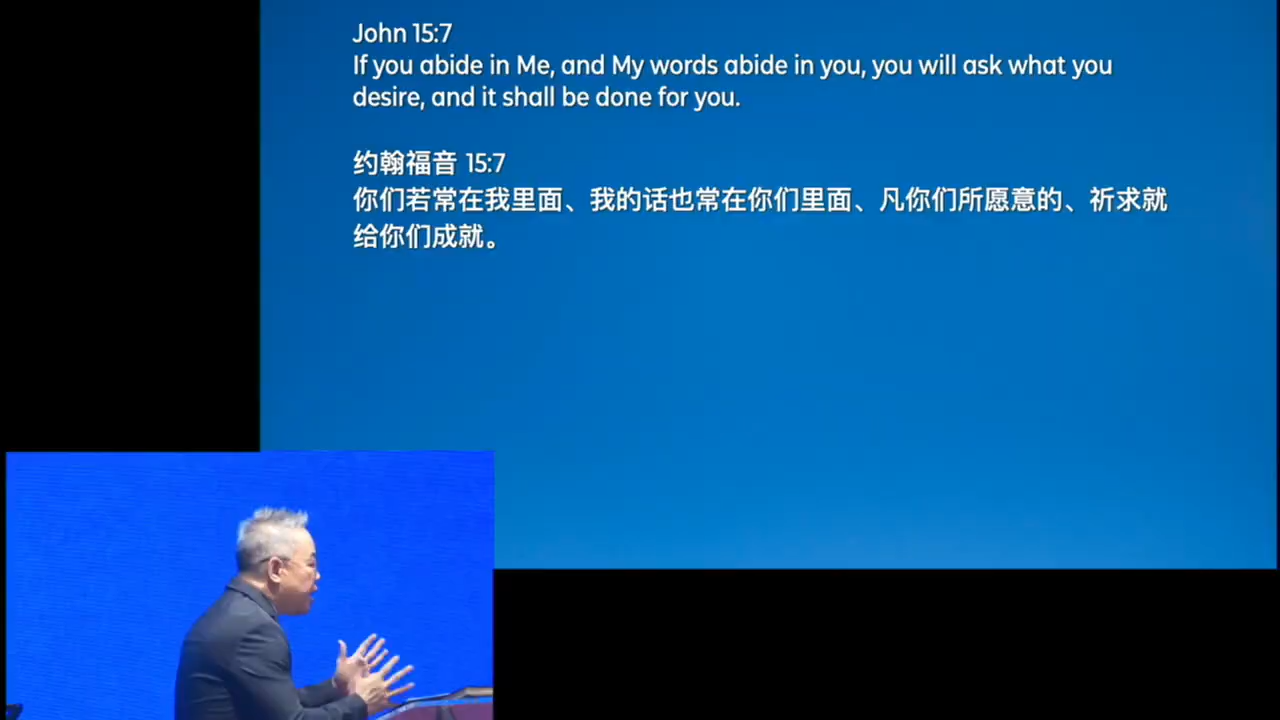 John 15:7
If you abide in Me, and My words abide in you, you will ask what you
desire, and it shall be done for you.
约翰福音 15:7
你们若常在我里面、我的话也常在你们里面、凡你们所愿意的、祈求就
给你们成就。